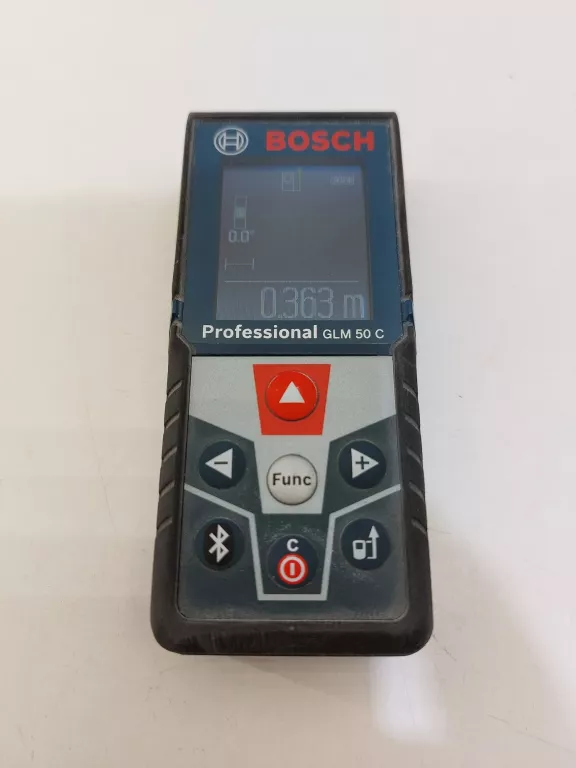 BOSCH
0.0°
0.363 m
Professional GLM 50 C
Func
C